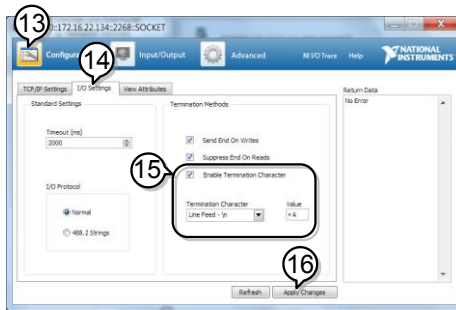 13
::172.16.22.134::2268::SOCKET
14
Input/Output
Advanced
NI I/O Trace
Help
NATIONAL
INSTRUMENTS
TCP/IP Settings
I/O Settings
View Attributes
Return Data
Standard Settings
Termination Methods
No Error
Timeout (ms)
2000
Send End On Writes
Suppress End On Reads
15
Enable Termination Character
I/O Protocol
Termination Character
Value
Line Feed - \n
Normal
488.2 Strings
16
Refresh
Apply Changes